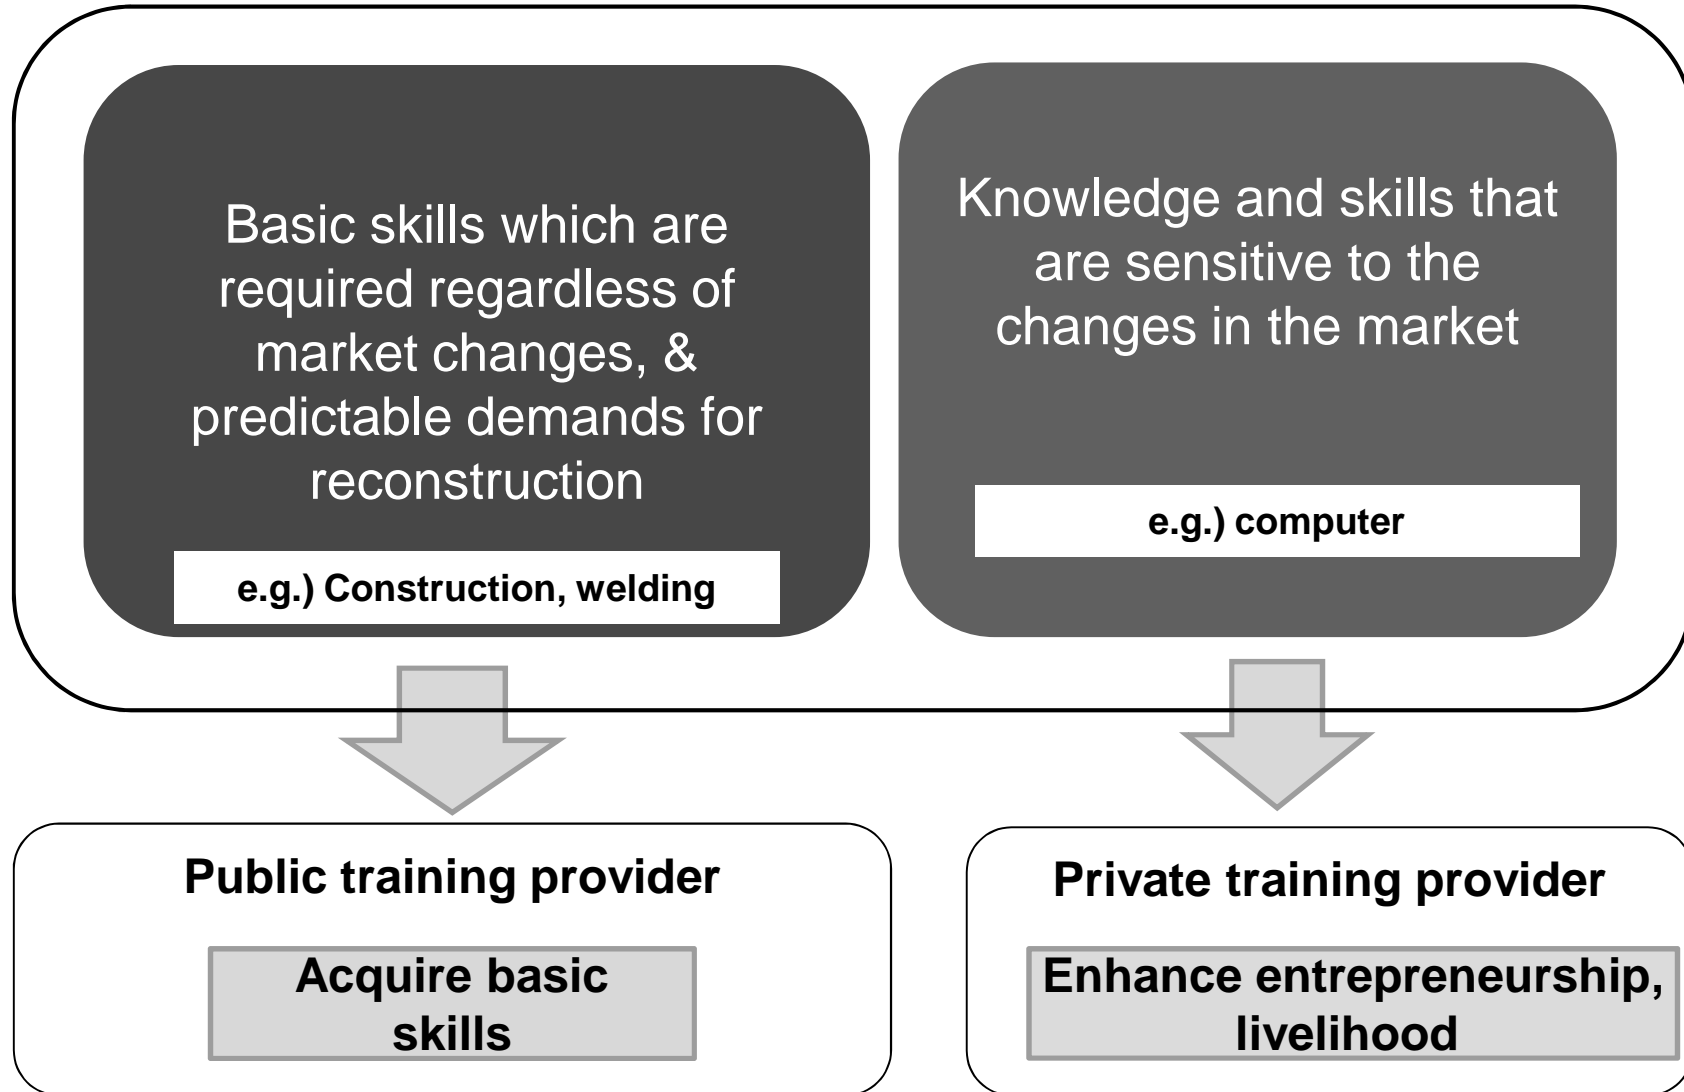 Basic skills which are
required regardless of
market changes, &
predictable demands for
reconstruction
e.g.) Construction, welding
Knowledge and skills that
are sensitive to the
changes in the market
e.g.) computer
Public training provider
Acquire basic
skills
Private training provider
Enhance entrepreneurship,
livelihood